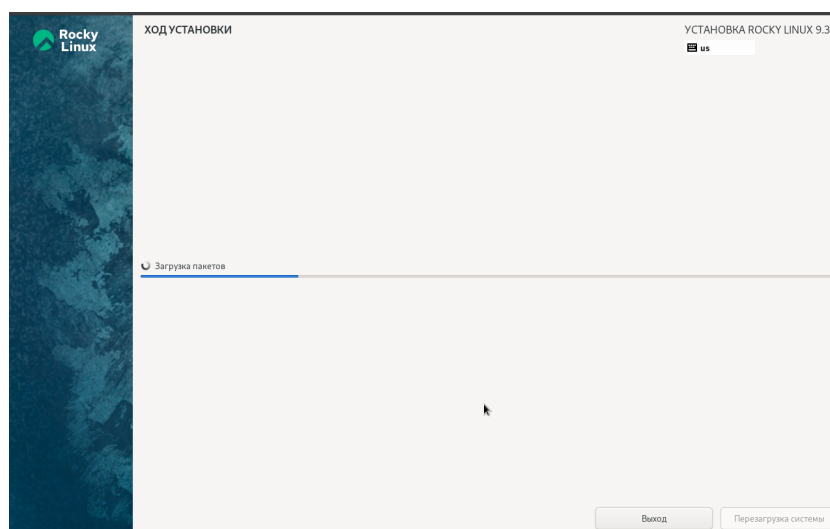 Rocky
Linux
ХОД УСТАНОВКИ
УСТАНОВКА ROCKY LINUX 9.3
us
Загрузка пакетов
Выход
Перезагрузка системы